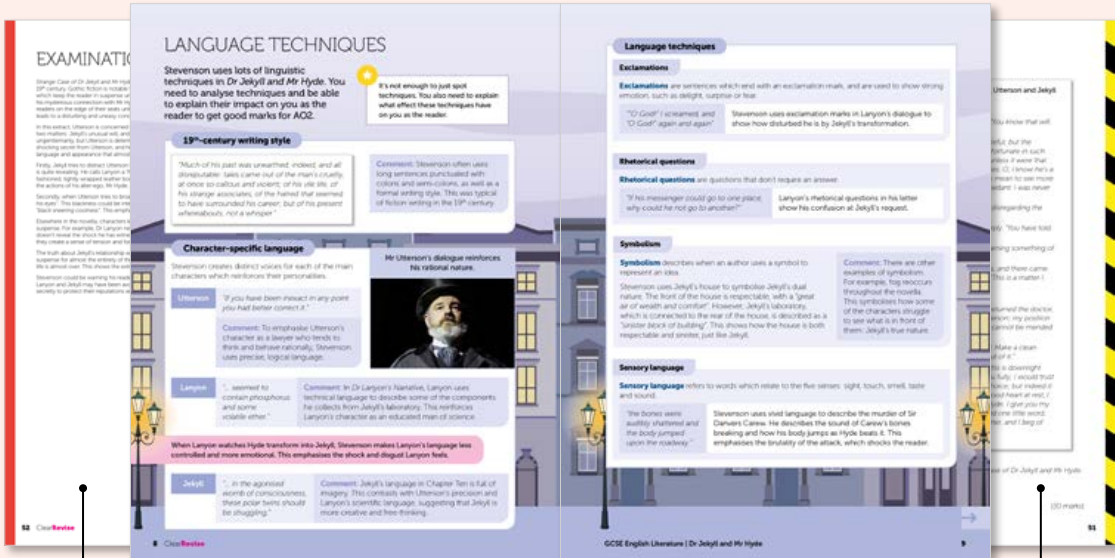 EXAMINATI
52 ClearRevise
LANGUAGE TECHNIQUES
Stevenson uses lots of linguistic
techniques in Dr Jekyll and Mr Hyde. You
need to analyse techniques and be able
to explain their impact on you as the
reader to get good marks for AO2.
It's not enough to just spot
techniques. You also need to explain
what effect these techniques have
on you as the reader.
19th-century writing style
"Much of his past was unearthed, indeed, and all
disreputable: tales came out of the man's cruelty,
at once so callous and violent; of his vile life, of
his strange associates, of the hatred that seemed
to have surrounded his career; but of his present
whereabouts, not a whisper."
Comment: Stevenson often uses
long sentences punctuated with
colons and semi-colons, as well as a
formal writing style. This was typical
of fiction writing in the 19th century.
Character-specific language
Stevenson creates distinct voices for each of the main
characters which reinforces their personalities.
Mr Utterson's dialogue reinforces
his rational nature.
Utterson
"If you have been inexact in any point
you had better correct it."
Comment: To emphasise Utterson's
character as a lawyer who tends to
think and behave rationally, Stevenson
uses precise, logical language.
Lanyon
"... seemed to
contain phosphorus
and some
volatile ether."
Comment: In Dr Lanyon's Narrative, Lanyon uses
technical language to describe some of the components
he collects from Jekyll's laboratory. This reinforces
Lanyon's character as an educated man of science.
When Lanyon watches Hyde transform into Jekyll, Stevenson makes Lanyon's language less
controlled and more emotional. This emphasises the shock and disgust Lanyon feels.
Jekyll
"... in the agonised
womb of consciousness,
these polar twins should
be struggling."
Comment: Jekyll's language in Chapter Ten is full of
imagery. This contrasts with Utterson's precision and
Lanyon's scientific language, suggesting that Jekyll is
more creative and free-thinking.
8 ClearRevise
Language techniques
Exclamations
Exclamations are sentences which end with an exclamation mark, and are used to show strong
emotion, such as delight, surprise or fear.
"'O God!' I screamed, and
'O God!' again and again"
Stevenson uses exclamation marks in Lanyon's dialogue to
show how disturbed he is by Jekyll's transformation.
Rhetorical questions
Rhetorical questions are questions that don't require an answer.
"If his messenger could go to one place,
why could he not go to another?"
Lanyon's rhetorical questions in his letter
show his confusion at Jekyll's request.
Symbolism
Symbolism describes when an author uses a symbol to
represent an idea.
Stevenson uses Jekyll's house to symbolise Jekyll's dual
nature. The front of the house is respectable, with a "great
air of wealth and comfort". However, Jekyll's laboratory,
which is connected to the rear of the house, is described as a
"sinister block of building". This shows how the house is both
respectable and sinister, just like Jekyll.
Comment: There are other
examples of symbolism.
For example, fog reoccurs
throughout the novella.
This symbolises how some
of the characters struggle
to see what is in front of
them: Jekyll's true nature.
Sensory language
Sensory language refers to words which relate to the five senses: sight, touch, smell, taste
and sound.
"the bones were
audibly shattered and
the body jumped
upon the roadway."
Stevenson uses vivid language to describe the murder of Sir
Danvers Carew. He describes the sound of Carew's bones
breaking and how his body jumps as Hyde beats it. This
emphasises the brutality of the attack, which shocks the reader.
GCSE English Literature | Dr Jekyll and Mr Hyde 9
Utterson and Jekyll
"You know that will
of Dr Jekyll and Mr Hyde
[30 marks]
91